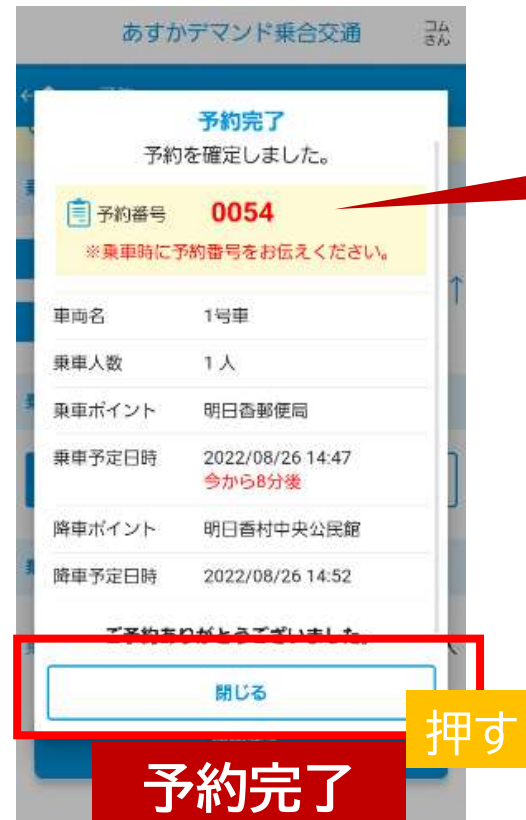 あすかデマンド乗合交通
コム
さん
予約完了
予約を確定しました。
予約番号 0054
※乗車時に予約番号をお伝えください。
車両名 1号車
乗車人数 1 人
乗車ポイント 明日香郵便局
乗車予定日時 2022/08/26 14:47
今から8分後
降車ポイント 明日香村中央公民館
降車予定日時 2022/08/26 14:52
ご予約ありがとうございました。
閉じる
押す
予約完了